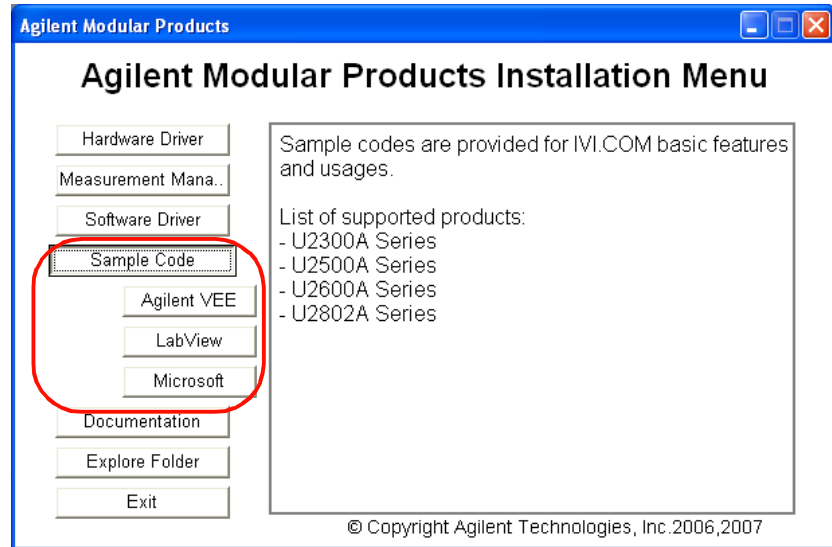 Agilent Modular Products
Agilent Modular Products Installation Menu
Hardware Driver
Measurement Mana..
Software Driver
Sample Code
Agilent VEE
LabView
Microsoft
Documentation
Explore Folder
Exit
Sample codes are provided for IVI.COM basic features
and usages.
List of supported products:
- U2300A Series
- U2500A Series
- U2600A Series
- U2802A Series
© Copyright Agilent Technologies, Inc.2006,2007